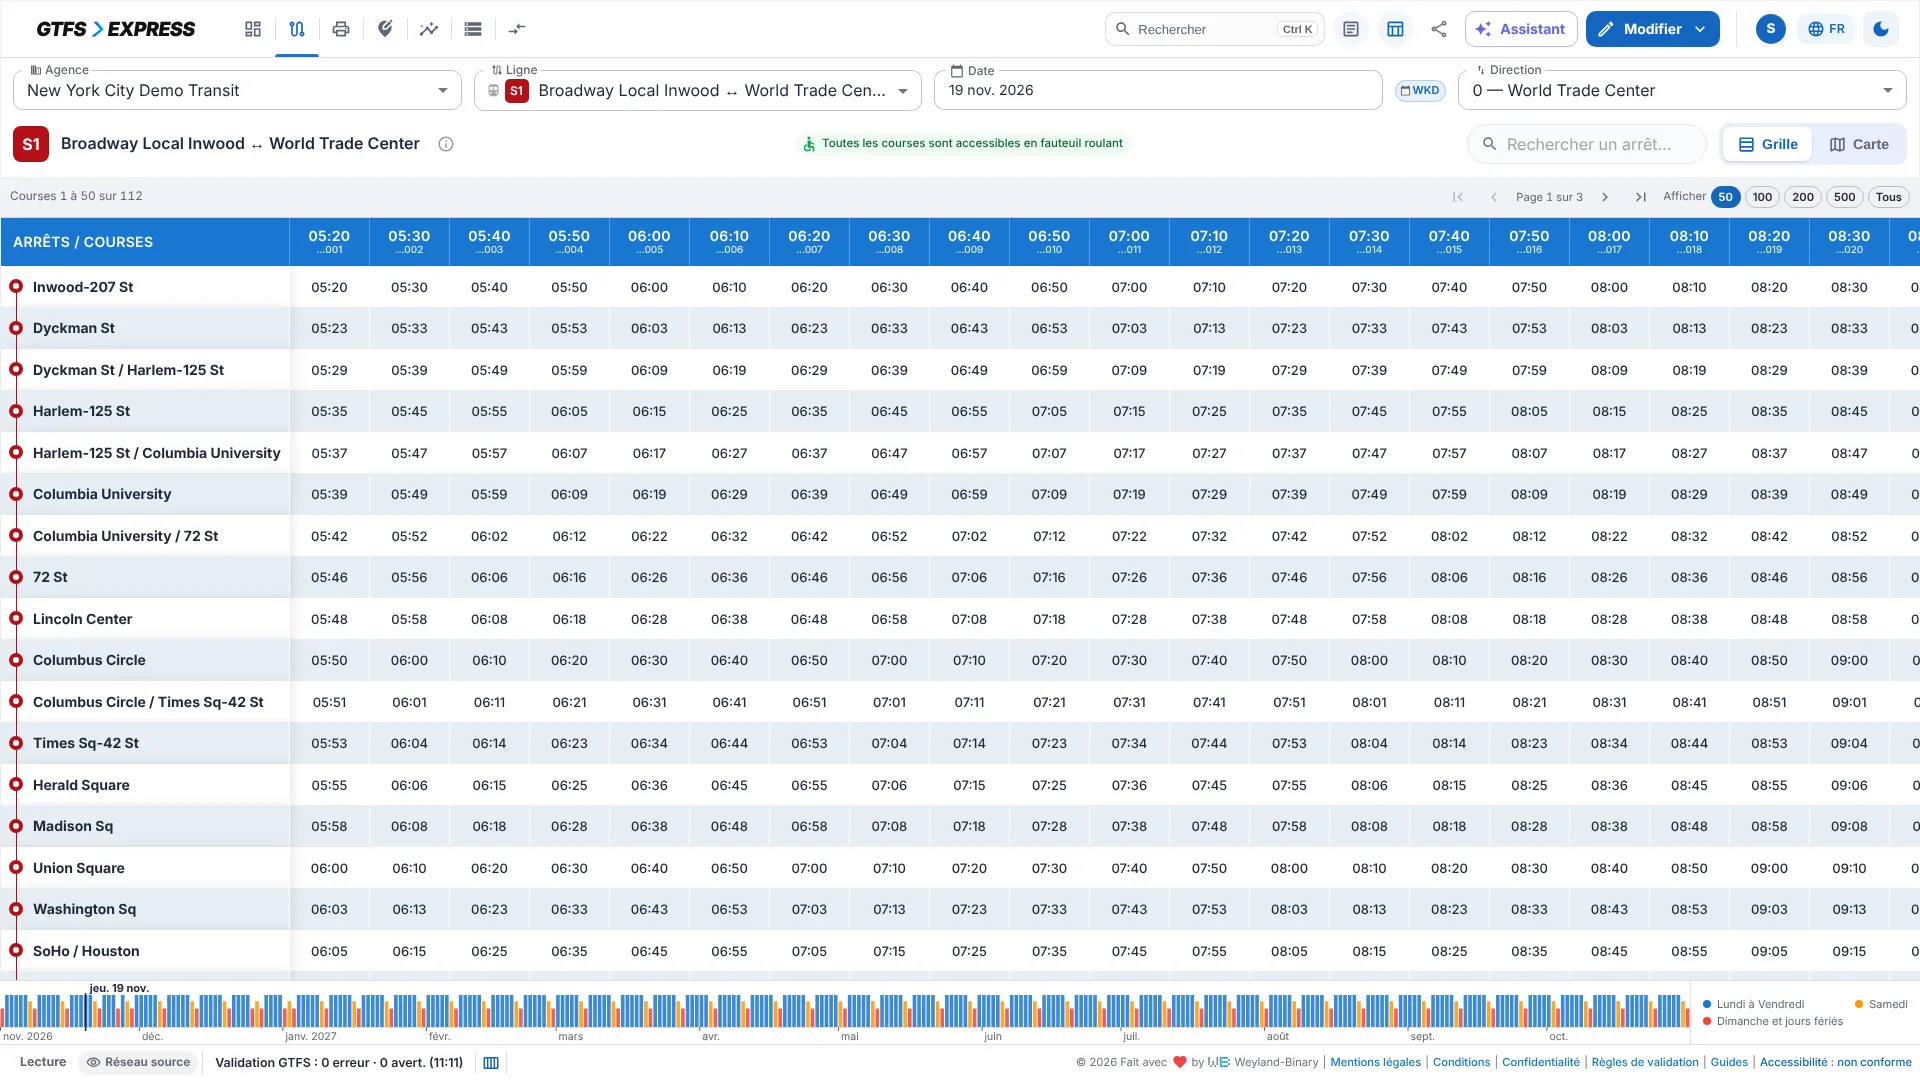 GTFS EXPRESS Rechercher Ctrl K Assistant Modifier S FR
Agence Ligne Date Direction
New York City Demo Transit S1 Broadway Local Inwood ↔ World Trade Cen... 19 nov. 2026 WKD 0 — World Trade Center
S1 Broadway Local Inwood ↔ World Trade Center Toutes les courses sont accessibles en fauteuil roulant Rechercher un arrêt... Grille Carte
Courses 1 à 50 sur 112 Page 1 sur 3 Afficher 50 100 200 500 Tous
ARRÊTS / COURSES 05:20 05:30 05:40 05:50 06:00 06:10 06:20 06:30 06:40 06:50 07:00 07:10 07:20 07:30 07:40 07:50 08:00 08:10 08:20 08:30
...001 ...002 ...003 ...004 ...005 ...006 ...007 ...008 ...009 ...010 ...011 ...012 ...013 ...014 ...015 ...016 ...017 ...018 ...019 ...020
Inwood-207 St 05:20 05:30 05:40 05:50 06:00 06:10 06:20 06:30 06:40 06:50 07:00 07:10 07:20 07:30 07:40 07:50 08:00 08:10 08:20 08:30
Dyckman St 05:23 05:33 05:43 05:53 06:03 06:13 06:23 06:33 06:43 06:53 07:03 07:13 07:23 07:33 07:43 07:53 08:03 08:13 08:23 08:33
Dyckman St / Harlem-125 St 05:29 05:39 05:49 05:59 06:09 06:19 06:29 06:39 06:49 06:59 07:09 07:19 07:29 07:39 07:49 07:59 08:09 08:19 08:29 08:39
Harlem-125 St 05:35 05:45 05:55 06:05 06:15 06:25 06:35 06:45 06:55 07:05 07:15 07:25 07:35 07:45 07:55 08:05 08:15 08:25 08:35 08:45
Harlem-125 St / Columbia University 05:37 05:47 05:57 06:07 06:17 06:27 06:37 06:47 06:57 07:07 07:17 07:27 07:37 07:47 07:57 08:07 08:17 08:27 08:37 08:47
Columbia University 05:39 05:49 05:59 06:09 06:19 06:29 06:39 06:49 06:59 07:09 07:19 07:29 07:39 07:49 07:59 08:09 08:19 08:29 08:39 08:49
Columbia University / 72 St 05:42 05:52 06:02 06:12 06:22 06:32 06:42 06:52 07:02 07:12 07:22 07:32 07:42 07:52 08:02 08:12 08:22 08:32 08:42 08:52
72 St 05:46 05:56 06:06 06:16 06:26 06:36 06:46 06:56 07:06 07:16 07:26 07:36 07:46 07:56 08:06 08:16 08:26 08:36 08:46 08:56
Lincoln Center 05:48 05:58 06:08 06:18 06:28 06:38 06:48 06:58 07:08 07:18 07:28 07:38 07:48 07:58 08:08 08:18 08:28 08:38 08:48 08:58
Columbus Circle 05:50 06:00 06:10 06:20 06:30 06:40 06:50 07:00 07:10 07:20 07:30 07:40 07:50 08:00 08:10 08:20 08:30 08:40 08:50 09:00
Columbus Circle / Times Sq-42 St 05:51 06:01 06:11 06:21 06:31 06:41 06:51 07:01 07:11 07:21 07:31 07:41 07:51 08:01 08:11 08:21 08:31 08:41 08:51 09:01
Times Sq-42 St 05:53 06:04 06:14 06:23 06:34 06:44 06:53 07:04 07:14 07:23 07:34 07:44 07:53 08:04 08:14 08:23 08:34 08:44 08:53 09:04
Herald Square 05:55 06:06 06:15 06:25 06:36 06:45 06:55 07:06 07:15 07:25 07:36 07:45 07:55 08:06 08:15 08:25 08:36 08:45 08:55 09:06
Madison Sq 05:58 06:08 06:18 06:28 06:38 06:48 06:58 07:08 07:18 07:28 07:38 07:48 07:58 08:08 08:18 08:28 08:38 08:48 08:58 09:08
Union Square 06:00 06:10 06:20 06:30 06:40 06:50 07:00 07:10 07:20 07:30 07:40 07:50 08:00 08:10 08:20 08:30 08:40 08:50 09:00 09:10
Washington Sq 06:03 06:13 06:23 06:33 06:43 06:53 07:03 07:13 07:23 07:33 07:43 07:53 08:03 08:13 08:23 08:33 08:43 08:53 09:03 09:13
SoHo / Houston 06:05 06:15 06:25 06:35 06:45 06:55 07:05 07:15 07:25 07:35 07:45 07:55 08:05 08:15 08:25 08:35 08:45 08:55 09:05 09:15
jeu. 19 nov.
Lundi à Vendredi Samedi
Dimanche et jours fériés
nov. 2026 déc. janv. 2027 févr. mars avr. mai juin juil. août sept. oct.
Lecture Réseau source Validation GTFS : 0 erreur · 0 avert. (11:11) © 2026 Fait avec ❤ by Weyland-Binary | Mentions légales | Conditions | Confidentialité | Règles de validation | Guides | Accessibilité : non conforme